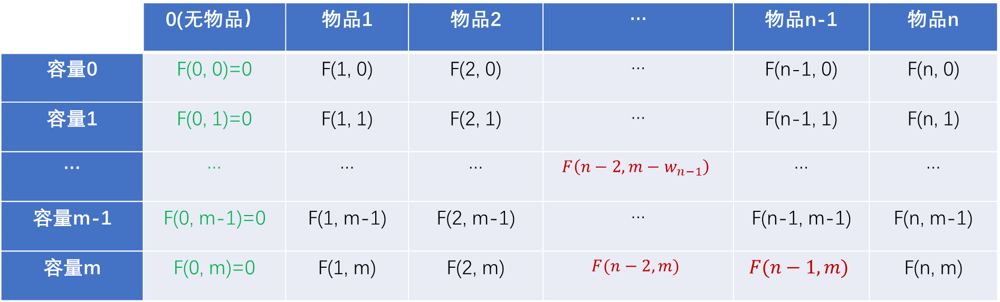 0(无物品) 物品1 物品2 ... 物品n-1 物品n
容量0 F(0, 0)=0 F(1, 0) F(2, 0) ... F(n-1, 0) F(n, 0)
容量1 F(0, 1)=0 F(1, 1) F(2, 1) ... F(n-1, 1) F(n, 1)
... ... ... ... F(n − 2, m − wₙ₋₁) ... ...
容量m-1 F(0, m-1)=0 F(1, m-1) F(2, m-1) ... F(n-1, m-1) F(n, m-1)
容量m F(0, m)=0 F(1, m) F(2, m) F(n − 2, m) F(n − 1, m) F(n, m)